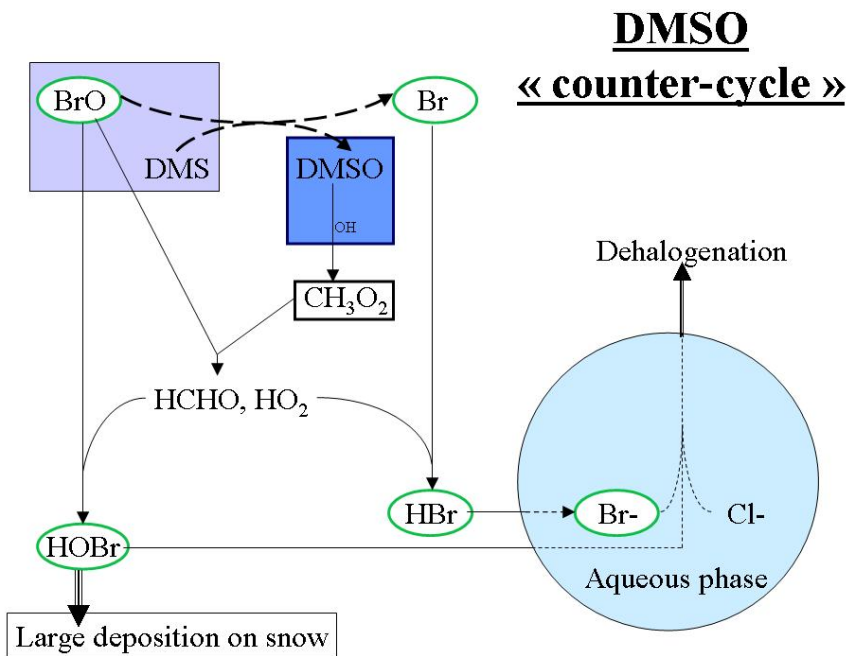 DMSO
« counter-cycle »
BrO
Br
DMS
DMSO
OH
CH₃O₂
Dehalogenation
HCHO, HO₂
HBr
Br-
Cl-
HOBr
Aqueous phase
Large deposition on snow